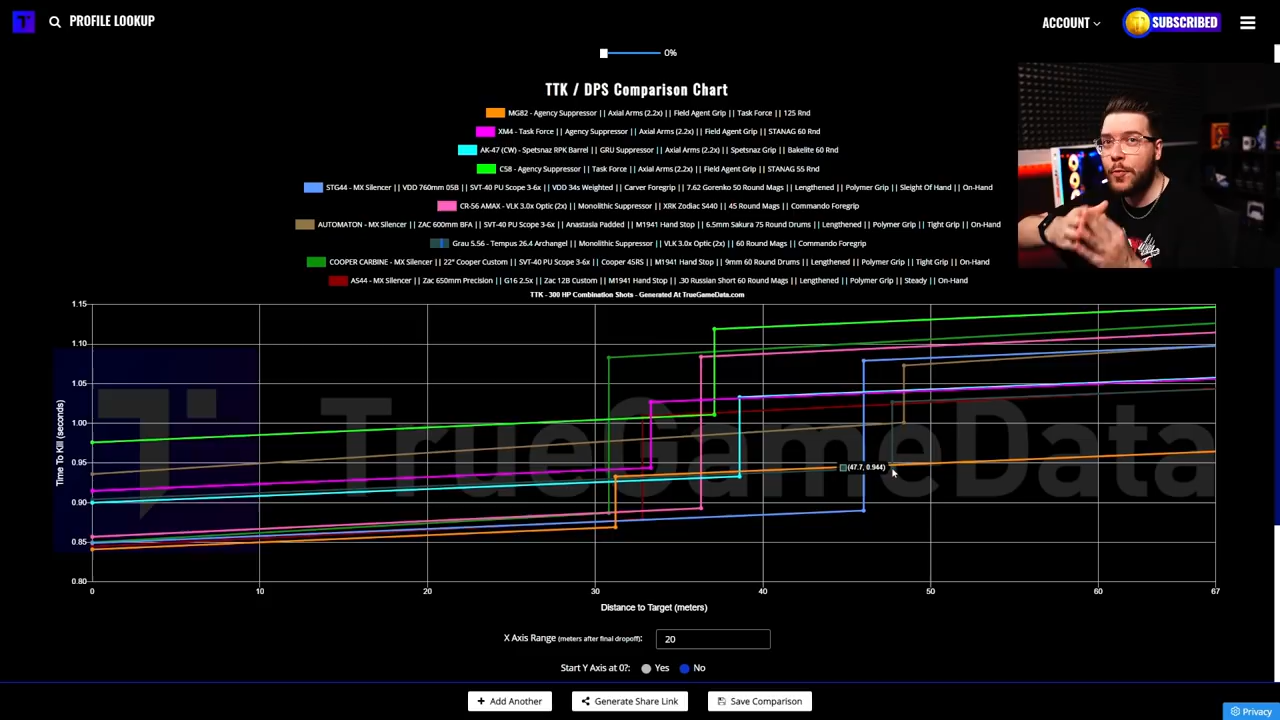 T PROFILE LOOKUP ACCOUNT SUBSCRIBED
0%
TTK / DPS Comparison Chart
MG82 - Agency Suppressor || Axial Arms (2.2x) || Field Agent Grip || Task Force || 125 Rnd
XM4 - Task Force || Agency Suppressor || Axial Arms (2.2x) || Field Agent Grip || STANAG 60 Rnd
AK-47 (CW) - Spetsnaz RPK Barrel || GRU Suppressor || Axial Arms (2.2x) || Spetsnaz Grip || Bakelite 60 Rnd
C58 - Agency Suppressor || Task Force || Axial Arms (2.2x) || Field Agent Grip || STANAG 55 Rnd
STG44 - MX Silencer || VDD 760mm 05B || SVT-40 PU Scope 3-6x || VDD 34s Weighted || Carver Foregrip || 7.62 Gorenko 50 Round Mags || Lengthened || Polymer Grip || Sleight Of Hand || On-Hand
CR-56 AMAX - VLK 3.0x Optic (2x) || Monolithic Suppressor || XRK Zodiac S440 || 45 Round Mags || Commando Foregrip
AUTOMATON - MX Silencer || ZAC 600mm BFA || SVT-40 PU Scope 3-6x || Anastasia Padded || M1941 Hand Stop || 6.5mm Sakura 75 Round Drums || Lengthened || Polymer Grip || Tight Grip || On-Hand
Grau 5.56 - Tempus 26.4 Archangel || Monolithic Suppressor || VLK 3.0x Optic (2x) || 60 Round Mags || Commando Foregrip
COOPER CARBINE - MX Silencer || 22" Cooper Custom || SVT-40 PU Scope 3-6x || Cooper 45RS || M1941 Hand Stop || 9mm 60 Round Drums || Lengthened || Polymer Grip || Tight Grip || On-Hand
AS44 - MX Silencer || Zac 650mm Precision || G16 2.5x || Zac 12B Custom || M1941 Hand Stop || .30 Russian Short 60 Round Mags || Lengthened || Polymer Grip || Steady || On-Hand
TTK - 300 HP Combination Shots - Generated At TrueGameData.com
1.15
1.10
1.05
1.00
0.95
0.90
0.85
0.80
Time To Kill (seconds)
TrueGameData
(47.7, 0.944)
0 10 20 30 40 50 60 67
Distance to Target (meters)
X Axis Range (meters after final dropoff): 20
Start Y Axis at 0?: Yes No
+ Add Another Generate Share Link Save Comparison
Privacy